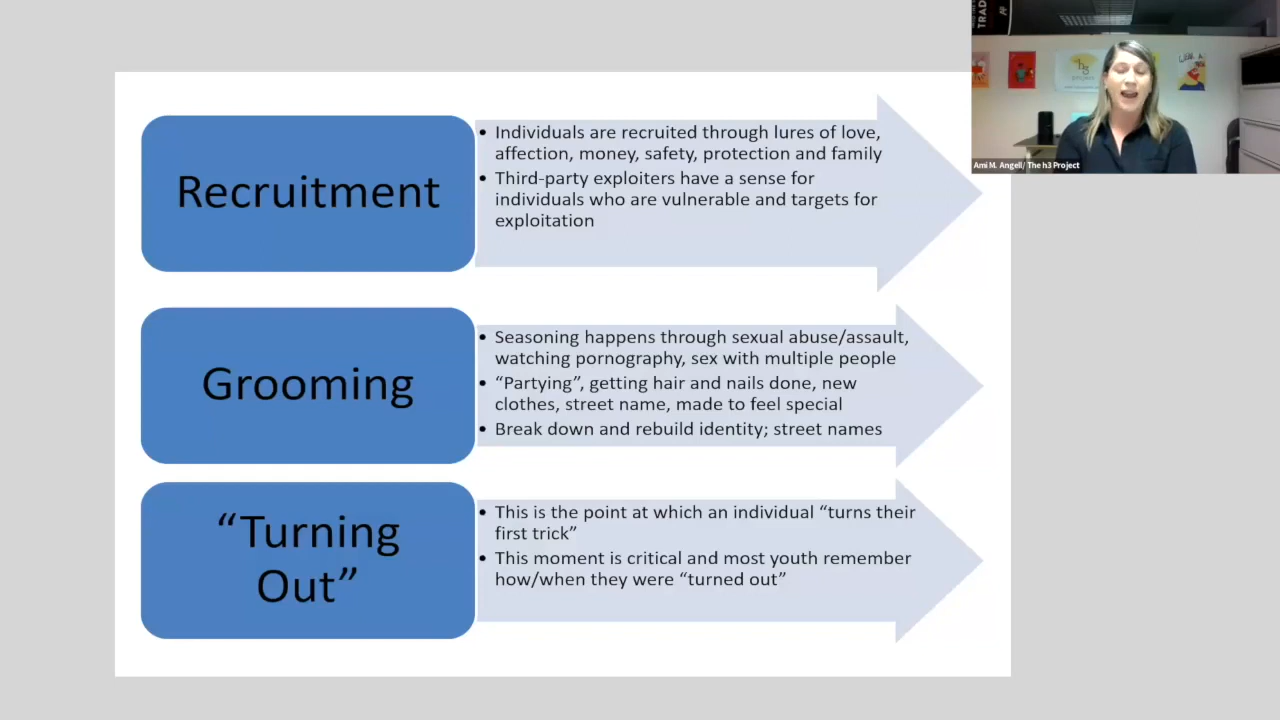 Recruitment
• Individuals are recruited through lures of love,
affection, money, safety, protection and family
• Third-party exploiters have a sense for
individuals who are vulnerable and targets for
exploitation
Grooming
• Seasoning happens through sexual abuse/assault,
watching pornography, sex with multiple people
• “Partying”, getting hair and nails done, new
clothes, street name, made to feel special
• Break down and rebuild identity; street names
“Turning
Out”
• This is the point at which an individual “turns their
first trick”
• This moment is critical and most youth remember
how/when they were “turned out”
TRAD
h3
Ami M. Angell/ The h3 Project